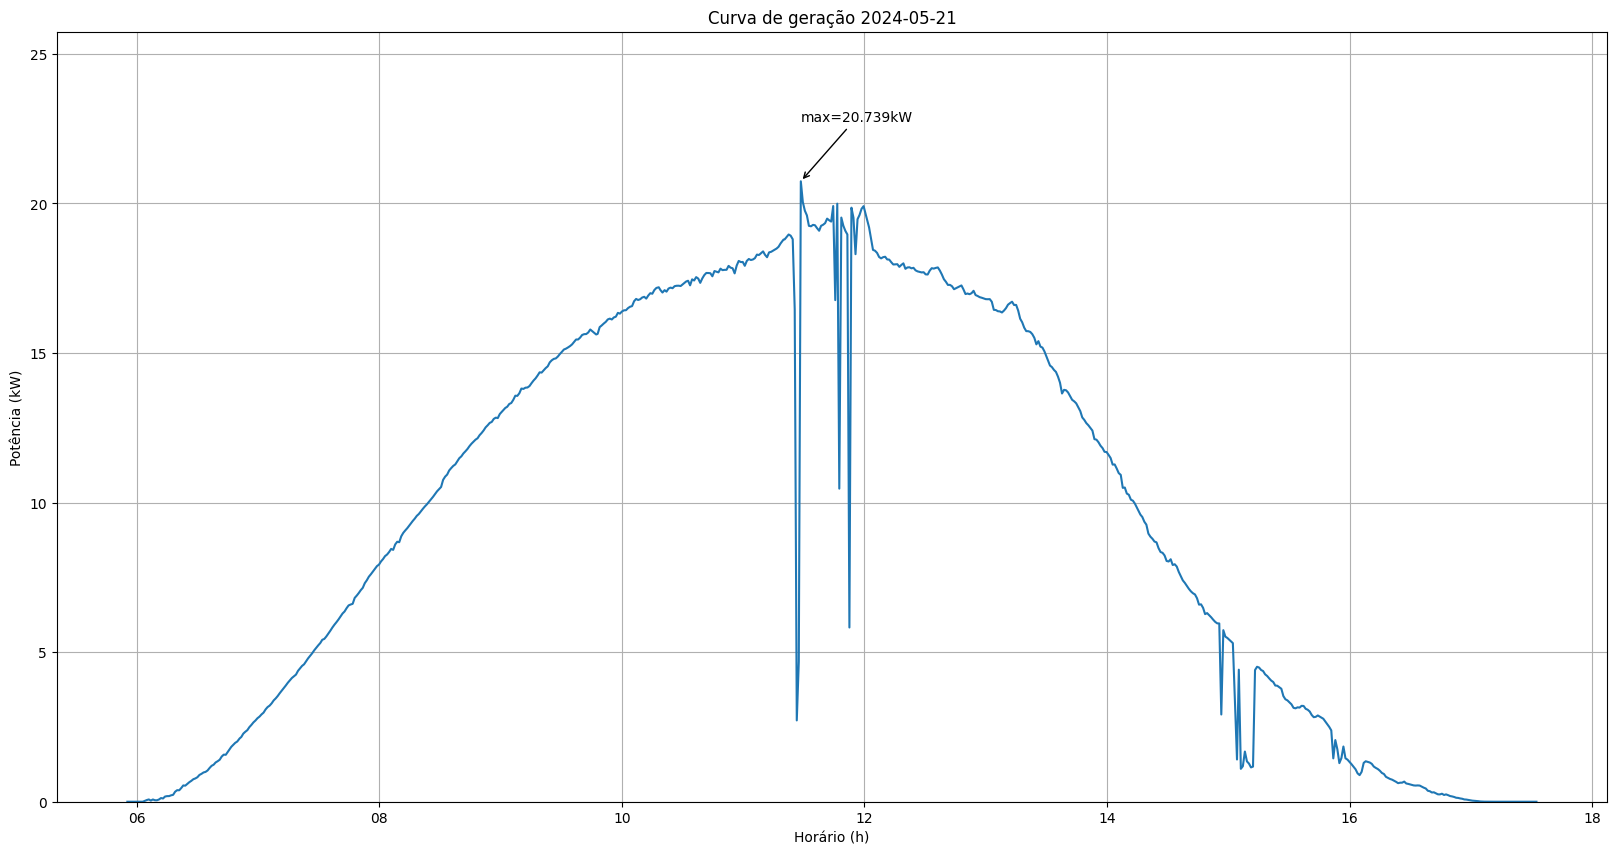 Curva de geração 2024-05-21
25
max=20.739kW
20
15
Potência (kW)
10
5
0
06 08 10 12 14 16 18
Horário (h)